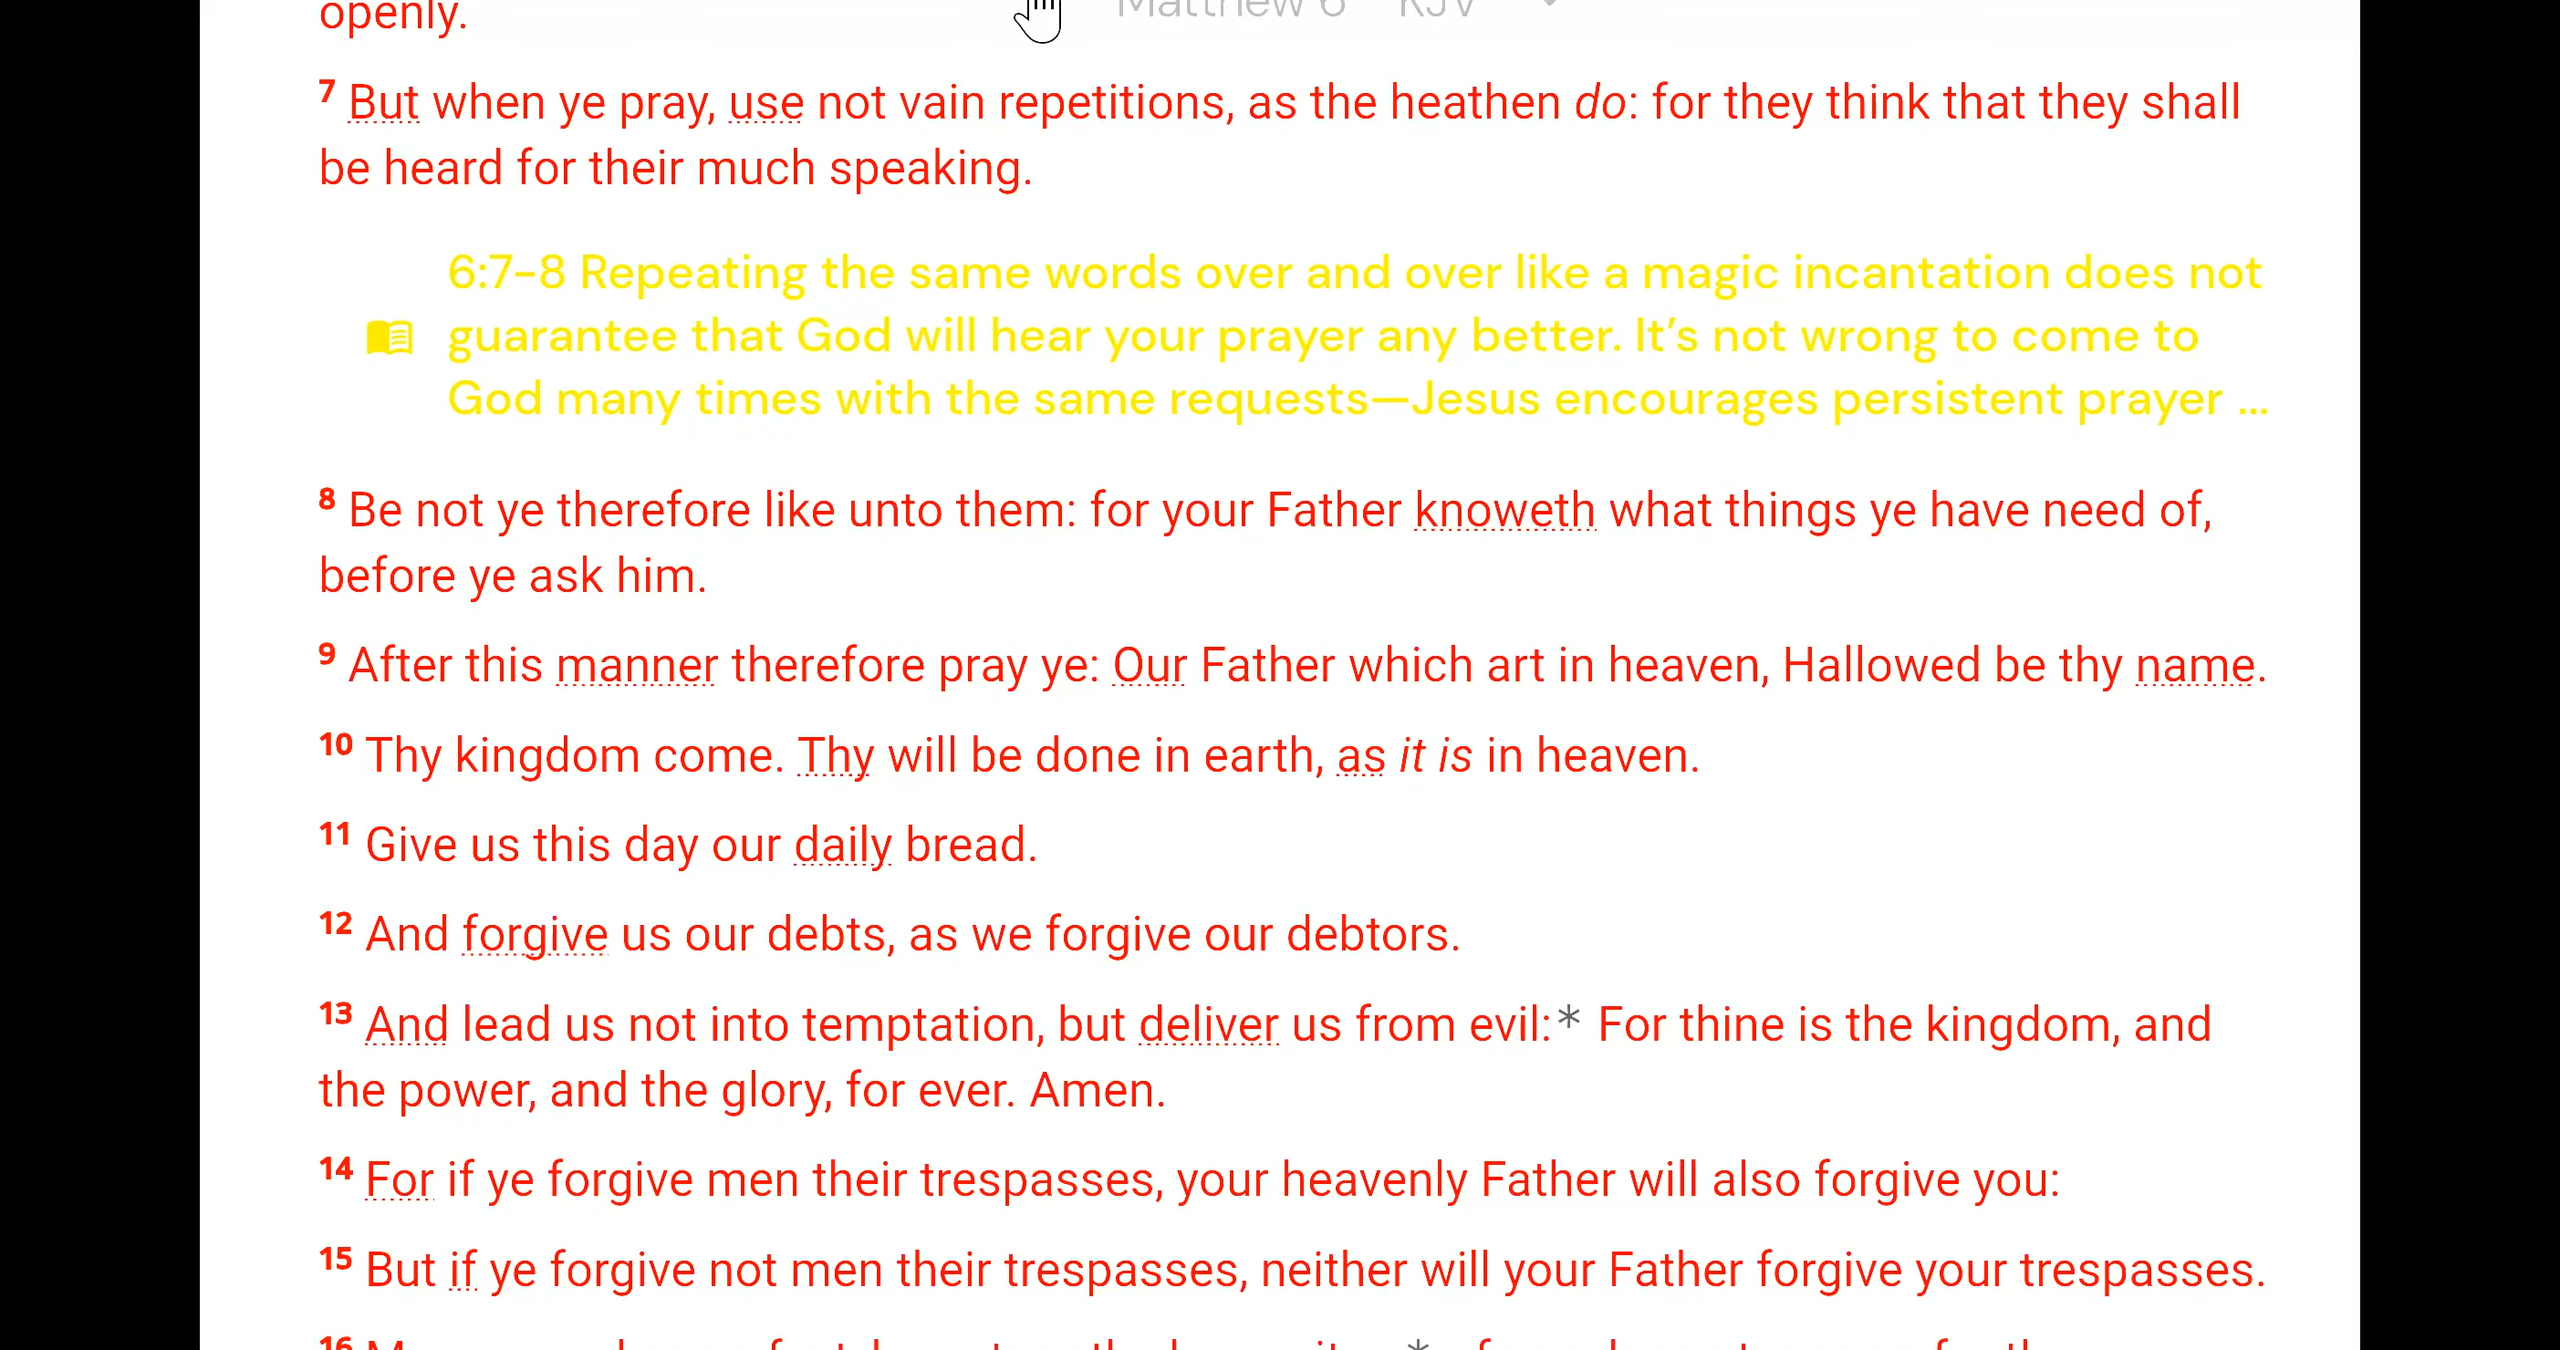 openly.
Matthew 6 KJV
7 But when ye pray, use not vain repetitions, as the heathen do: for they think that they shall
be heard for their much speaking.
6:7–8 Repeating the same words over and over like a magic incantation does not
guarantee that God will hear your prayer any better. It’s not wrong to come to
God many times with the same requests—Jesus encourages persistent prayer ...
8 Be not ye therefore like unto them: for your Father knoweth what things ye have need of,
before ye ask him.
9 After this manner therefore pray ye: Our Father which art in heaven, Hallowed be thy name.
10 Thy kingdom come. Thy will be done in earth, as it is in heaven.
11 Give us this day our daily bread.
12 And forgive us our debts, as we forgive our debtors.
13 And lead us not into temptation, but deliver us from evil:* For thine is the kingdom, and
the power, and the glory, for ever. Amen.
14 For if ye forgive men their trespasses, your heavenly Father will also forgive you:
15 But if ye forgive not men their trespasses, neither will your Father forgive your trespasses.
16